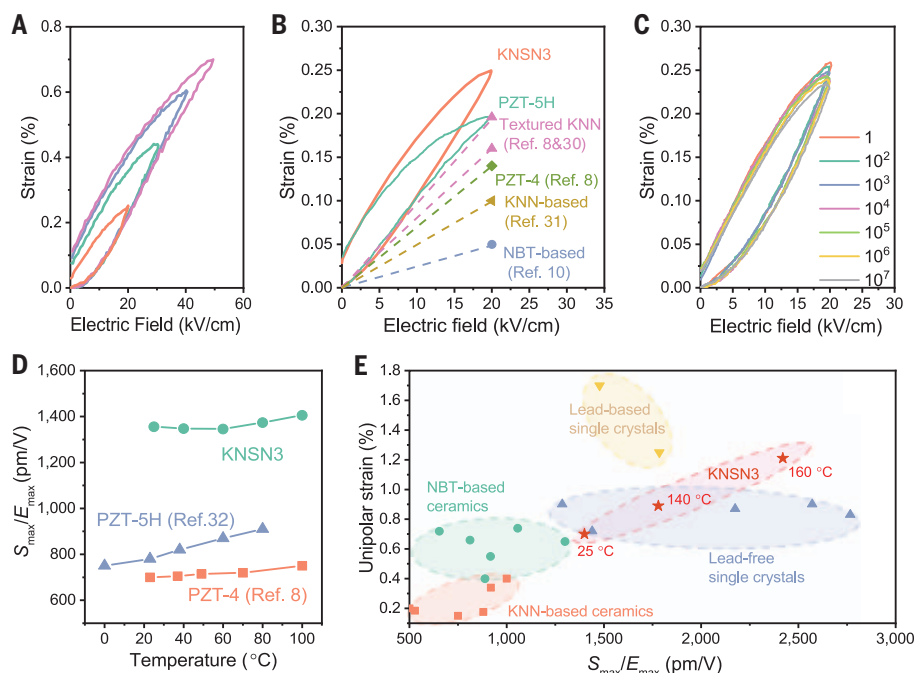 A
0.8
0.6
0.4
0.2
0.0
Strain (%)
0
20
40
60
Electric Field (kV/cm)
B
0.30
0.25
0.20
0.15
0.10
0.05
0.00
Strain (%)
KNSN3
PZT-5H
Textured KNN
(Ref. 8&30)
PZT-4 (Ref. 8)
KNN-based
(Ref. 31)
NBT-based
(Ref. 10)
0 5 10 15 20 25 30 35
Electric field (kV/cm)
C
0.30
0.25
0.20
0.15
0.10
0.05
0.00
Strain (%)
1
10²
10³
10⁴
10⁵
10⁶
10⁷
0 5 10 15 20 25 30
Electric field (kV/cm)
D
1,600
1,400
1,200
1,000
800
600
Smax/Emax
(pm/V)
KNSN3
PZT-5H (Ref.32)
PZT-4 (Ref. 8)
0 20 40 60 80 100
Temperature (°C)
E
1.8
1.6
1.4
1.2
1.0
0.8
0.6
0.4
0.2
Unipolar strain (%)
Lead-based
single crystals
NBT-based
ceramics
KNSN3
160 °C
140 °C
25 °C
Lead-free
single crystals
KNN-based ceramics
500 1,000 1,500 2,000 2,500 3,000
Smax/Emax (pm/V)